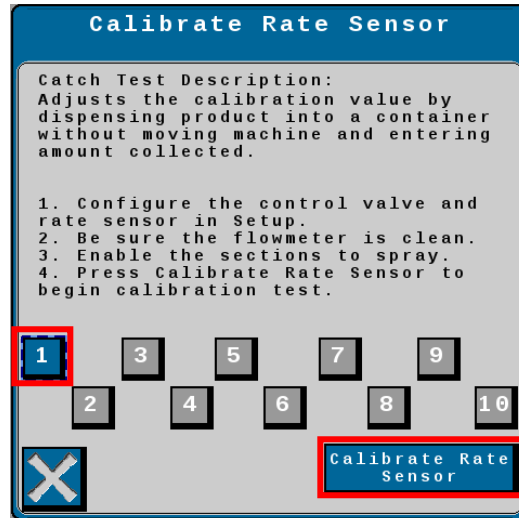 Calibrate Rate Sensor
Catch Test Description:
Adjusts the calibration value by
dispensing product into a container
without moving machine and entering
amount collected.
1. Configure the control valve and
rate sensor in Setup.
2. Be sure the flowmeter is clean.
3. Enable the sections to spray.
4. Press Calibrate Rate Sensor to
begin calibration test.
1 3 5 7 9
2 4 6 8 10
Calibrate Rate
Sensor